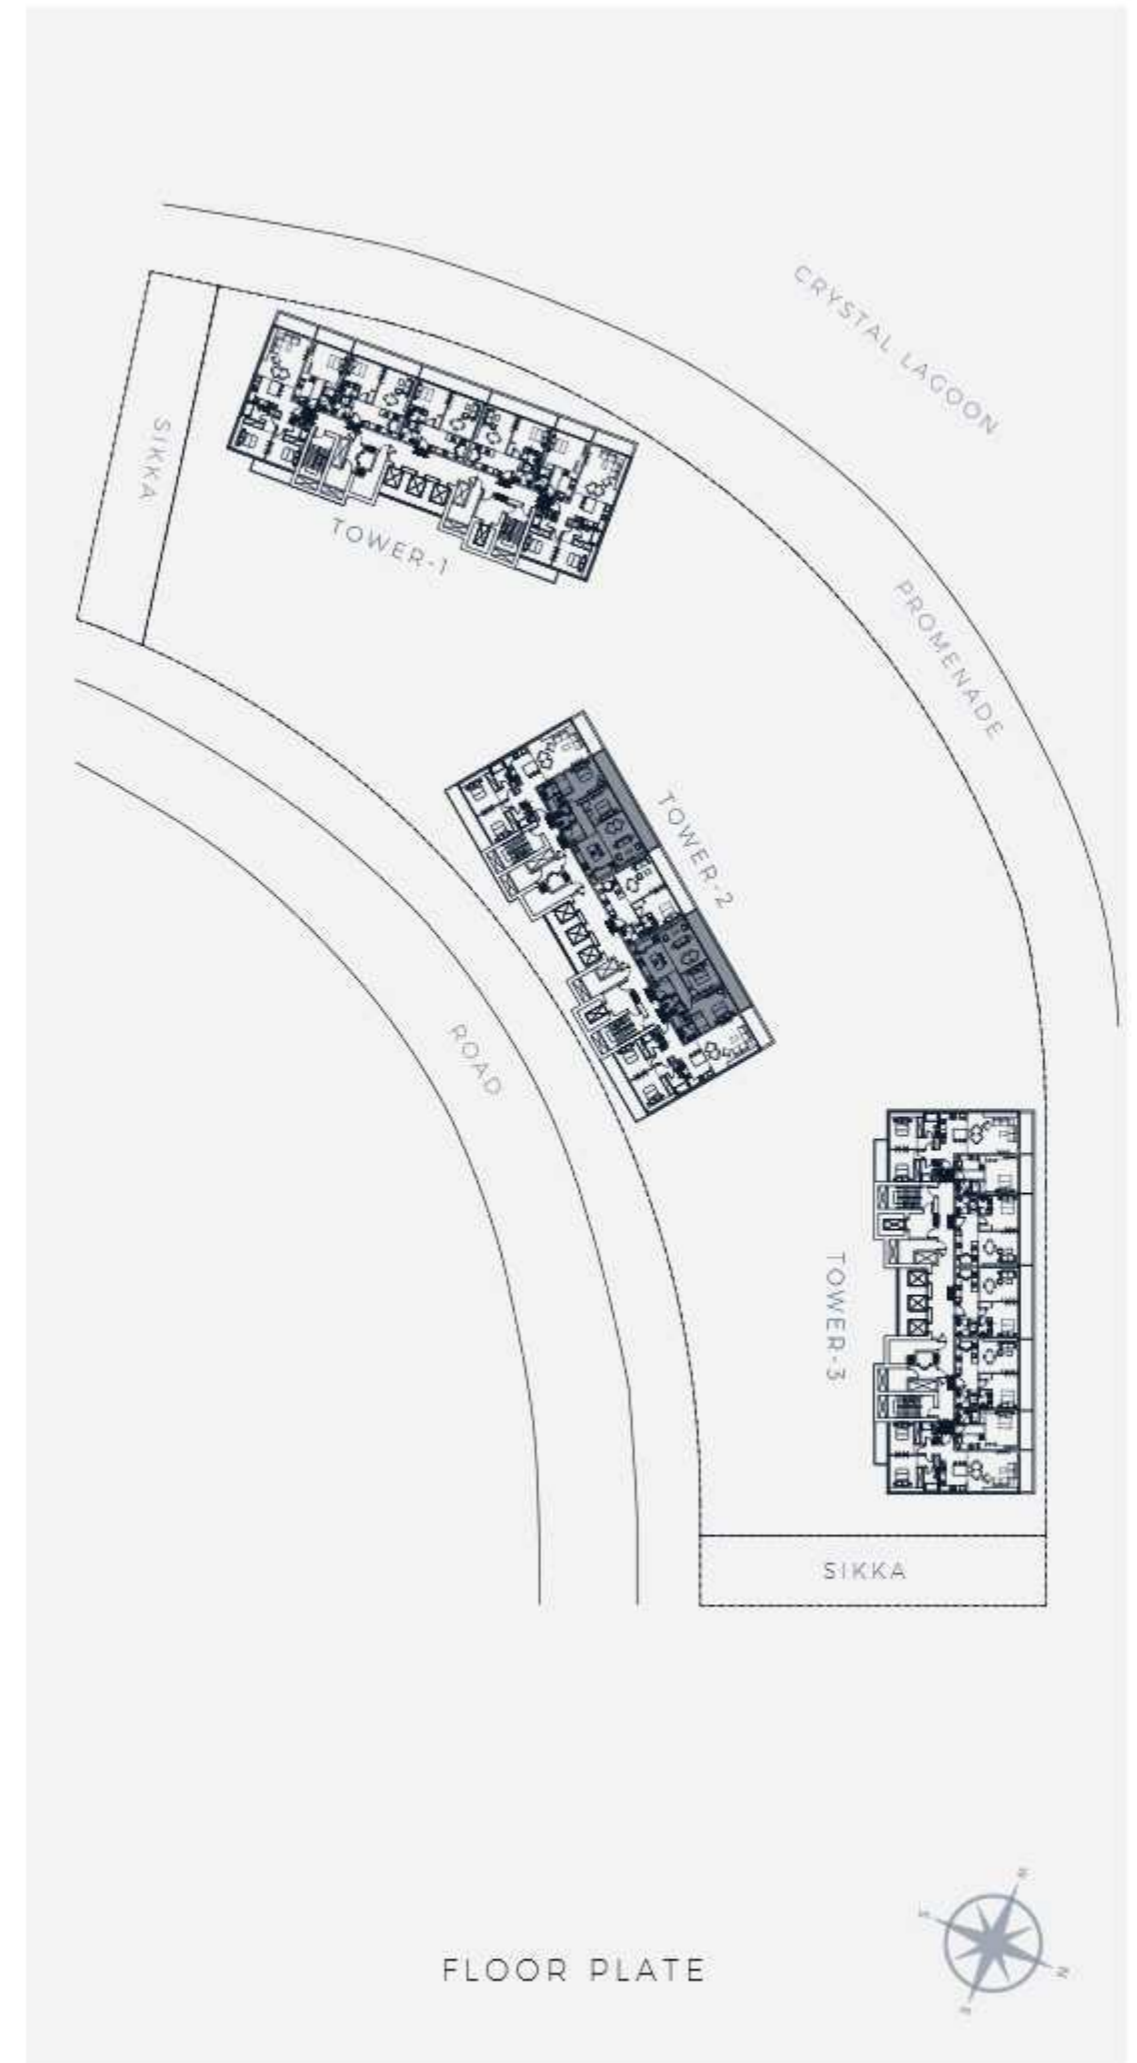 CRYSTAL LAGOON
SIKKA
TOWER-1
PROMENADE
TOWER-2
ROAD
TOWER-3
SIKKA
FLOOR PLATE